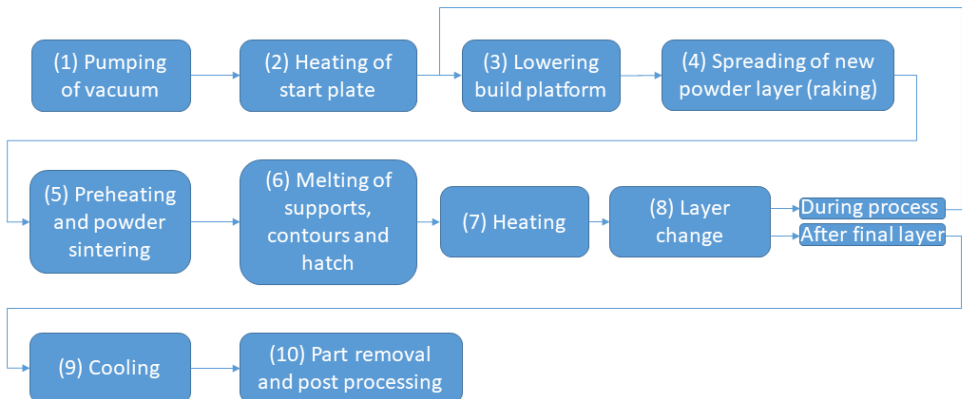 (1) Pumping
of vacuum
(2) Heating of
start plate
(3) Lowering
build platform
(4) Spreading of new
powder layer (raking)
(5) Preheating
and powder
sintering
(6) Melting of
supports,
contours and
hatch
(7) Heating
(8) Layer
change
During process
After final layer
(9) Cooling
(10) Part removal
and post processing